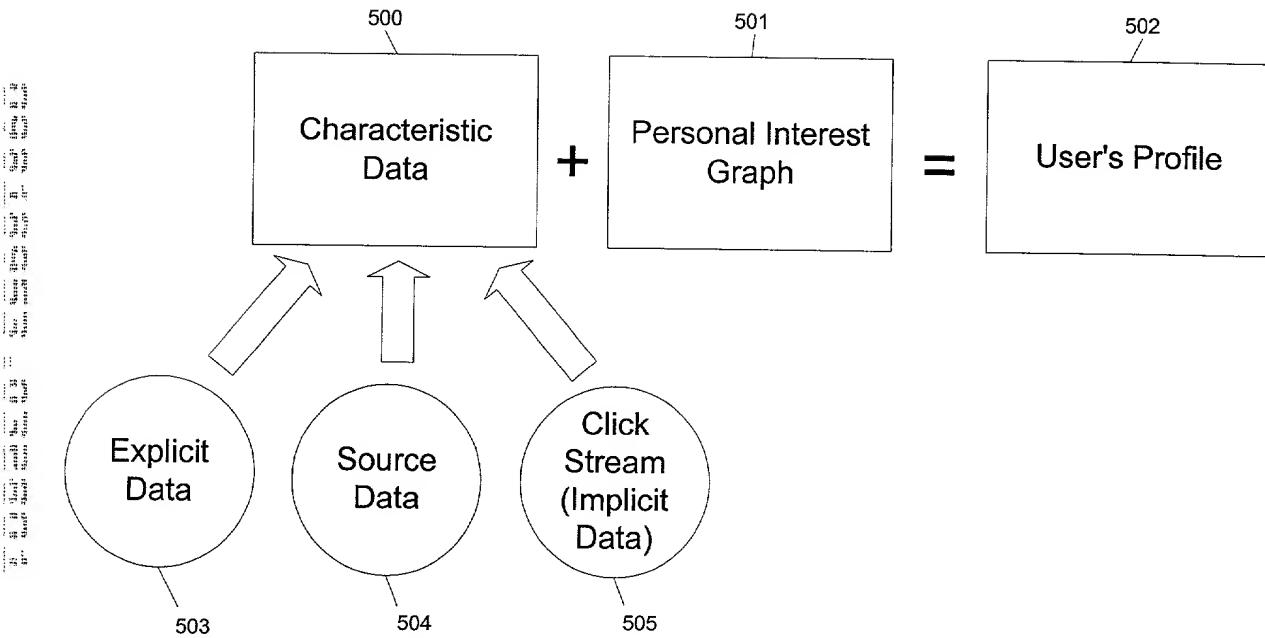 500
501
502
Characteristic
Data
+
Personal Interest
Graph
=
User's Profile
Explicit
Data
Source
Data
Click
Stream
(Implicit
Data)
503
504
505